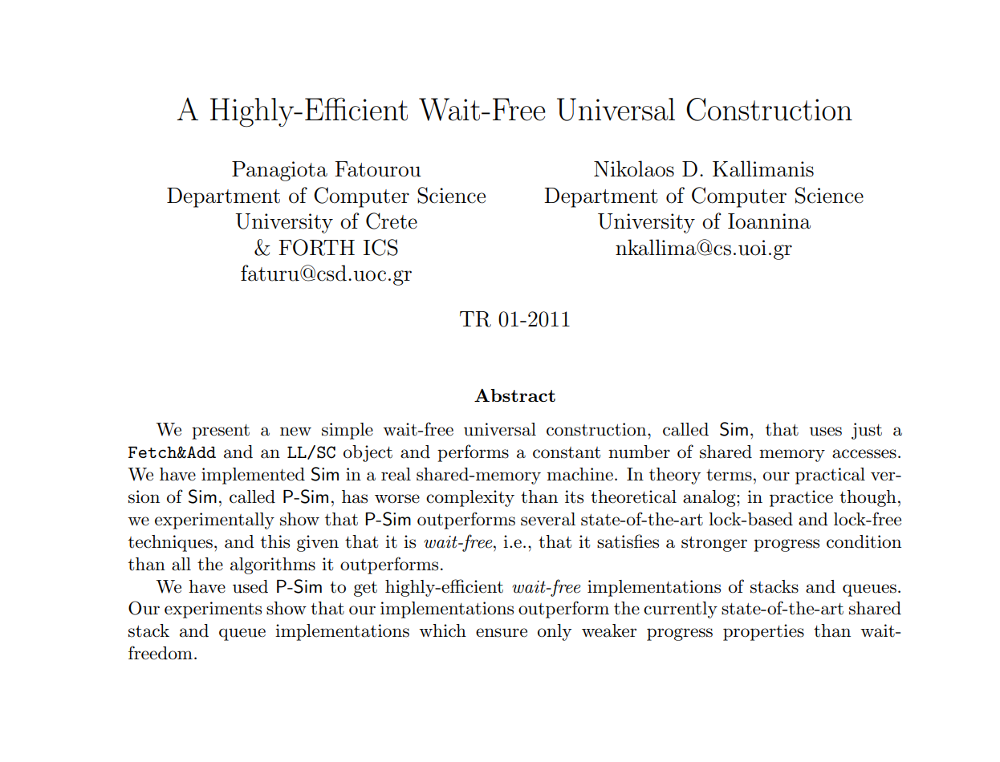 A Highly-Efficient Wait-Free Universal Construction
Panagiota Fatourou
Department of Computer Science
University of Crete
& FORTH ICS
faturu@csd.uoc.gr
Nikolaos D. Kallimanis
Department of Computer Science
University of Ioannina
nkallima@cs.uoi.gr
TR 01-2011
Abstract
We present a new simple wait-free universal construction, called Sim, that uses just a
Fetch&Add and an LL/SC object and performs a constant number of shared memory accesses.
We have implemented Sim in a real shared-memory machine. In theory terms, our practical ver-
sion of Sim, called P-Sim, has worse complexity than its theoretical analog; in practice though,
we experimentally show that P-Sim outperforms several state-of-the-art lock-based and lock-free
techniques, and this given that it is wait-free, i.e., that it satisfies a stronger progress condition
than all the algorithms it outperforms.
We have used P-Sim to get highly-efficient wait-free implementations of stacks and queues.
Our experiments show that our implementations outperform the currently state-of-the-art shared
stack and queue implementations which ensure only weaker progress properties than wait-
freedom.